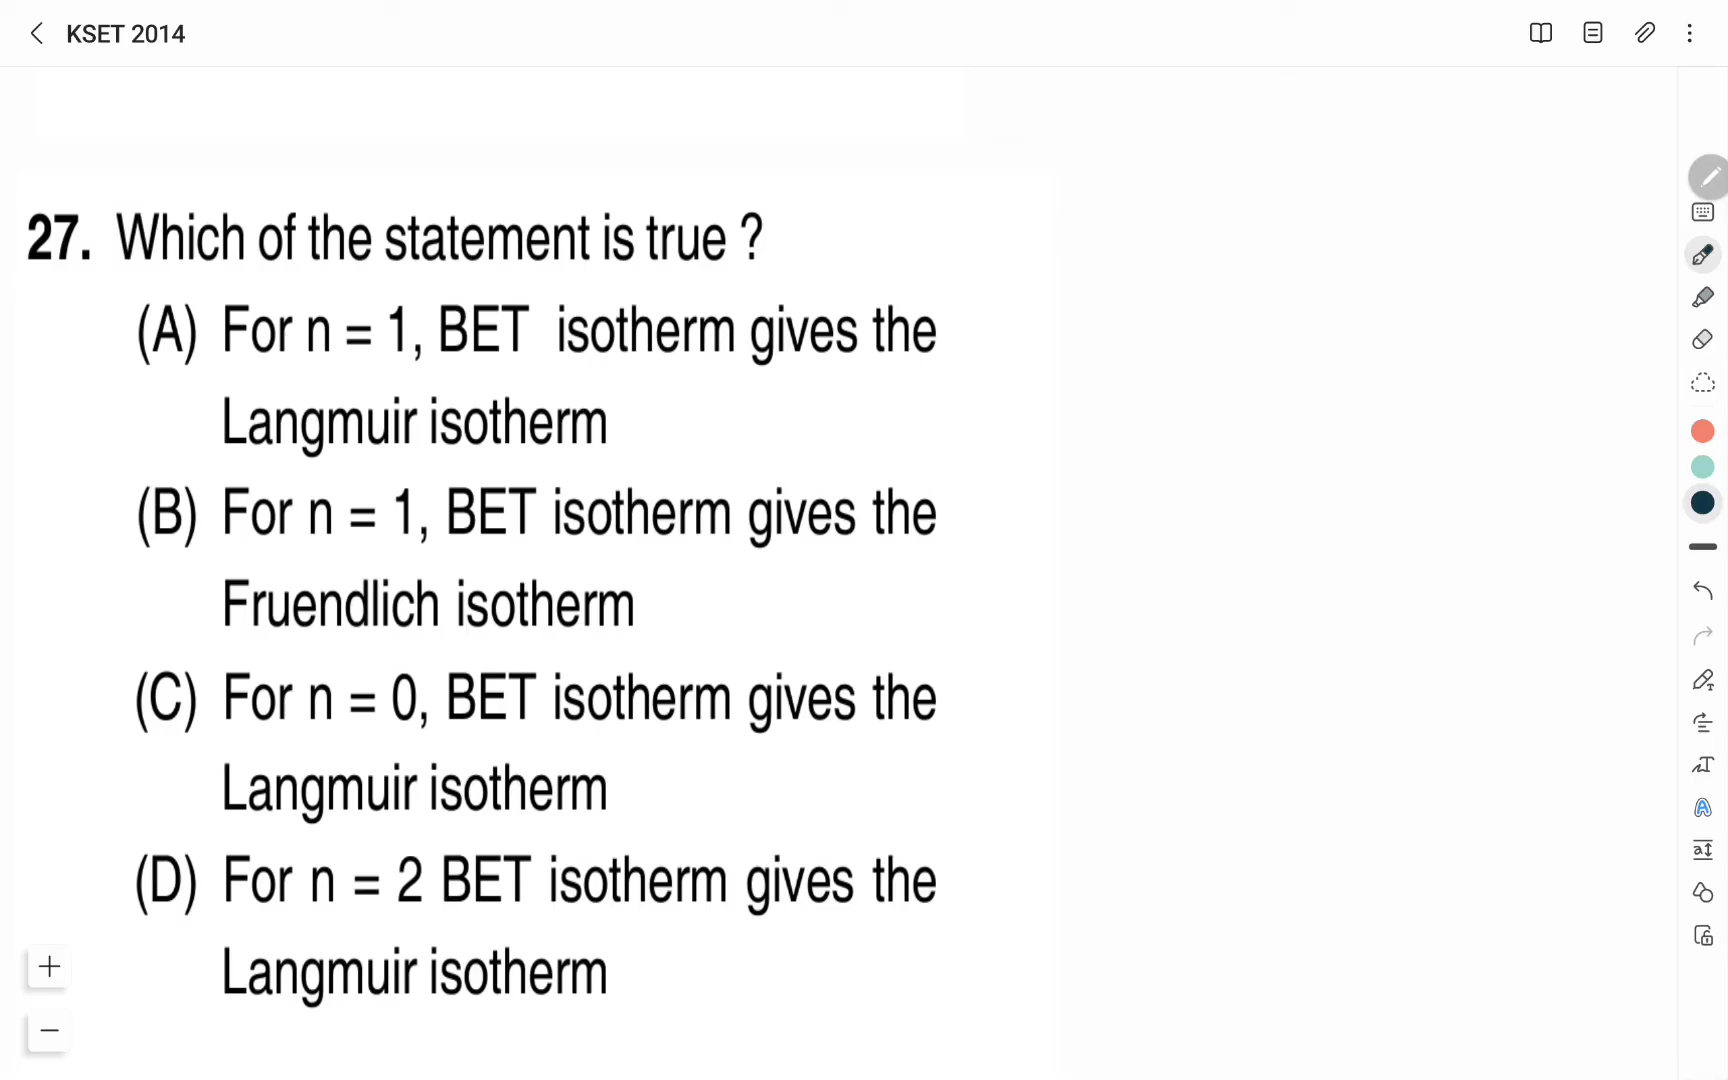 KSET 2014
27. Which of the statement is true ?
(A) For n = 1, BET isotherm gives the
Langmuir isotherm
(B) For n = 1, BET isotherm gives the
Fruendlich isotherm
(C) For n = 0, BET isotherm gives the
Langmuir isotherm
(D) For n = 2 BET isotherm gives the
Langmuir isotherm